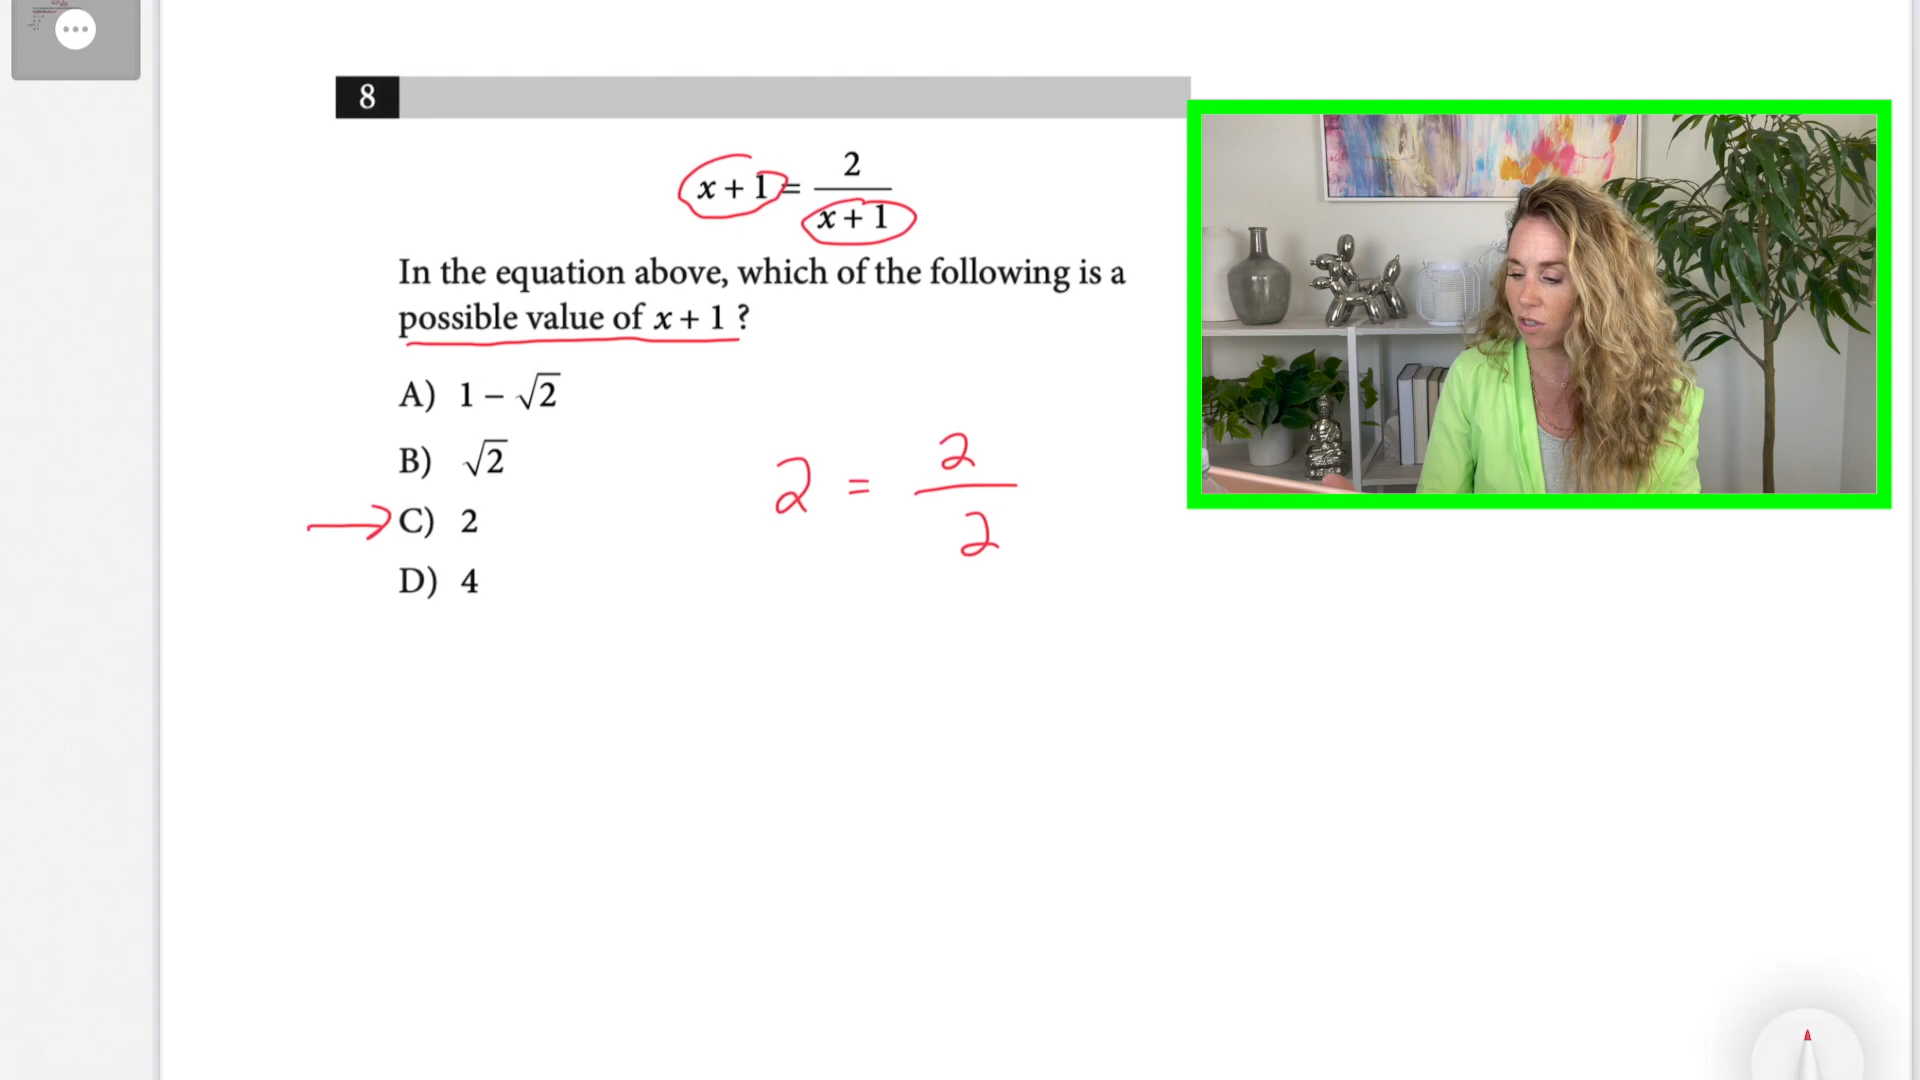 8
x + 1 = 2 / x + 1
In the equation above, which of the following is a
possible value of x + 1 ?
A) 1 – √2
B) √2
C) 2
D) 4
2 = 2 / 2